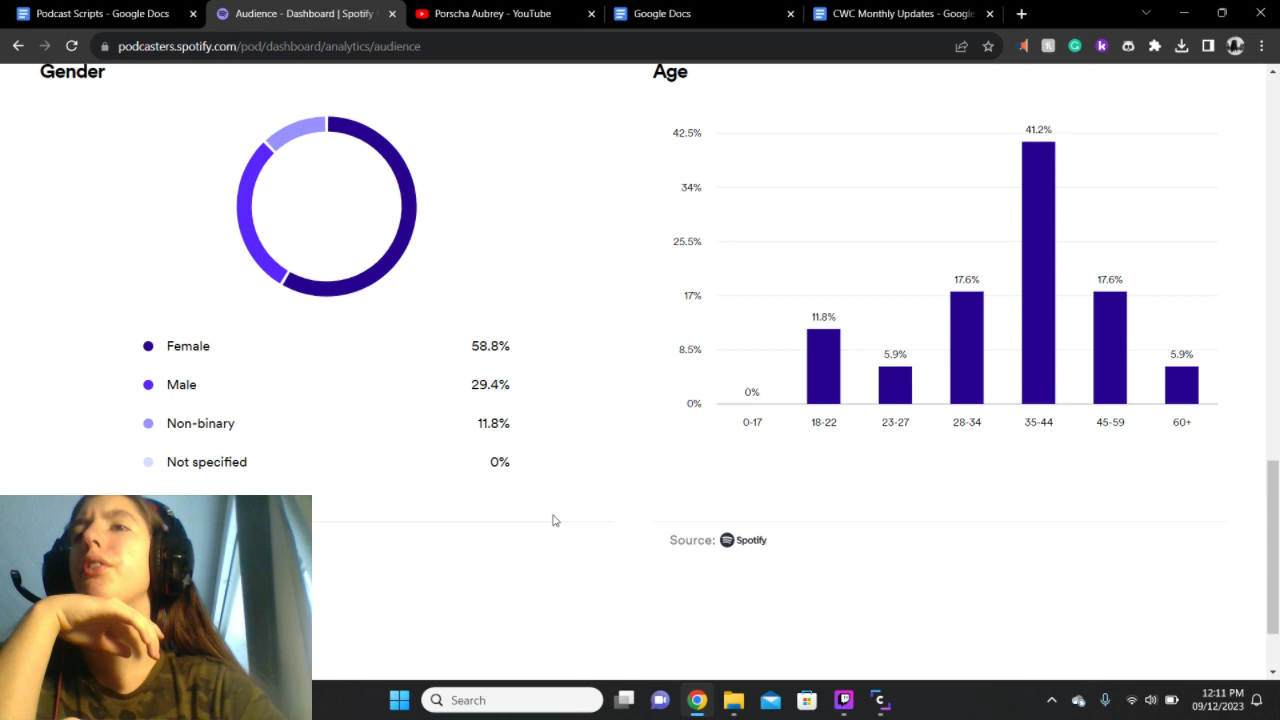 Podcast Scripts - Google Docs
Audience - Dashboard | Spotify
Porscha Aubrey - YouTube
Google Docs
CWC Monthly Updates - Google
podcasters.spotify.com/pod/dashboard/analytics/audience
Gender
Female 58.8%
Male 29.4%
Non-binary 11.8%
Not specified 0%
Age
42.5%
34%
25.5%
17%
8.5%
0%
0%
11.8%
5.9%
17.6%
41.2%
17.6%
5.9%
0-17 18-22 23-27 28-34 35-44 45-59 60+
Source: Spotify
Search
12:11 PM
09/12/2023